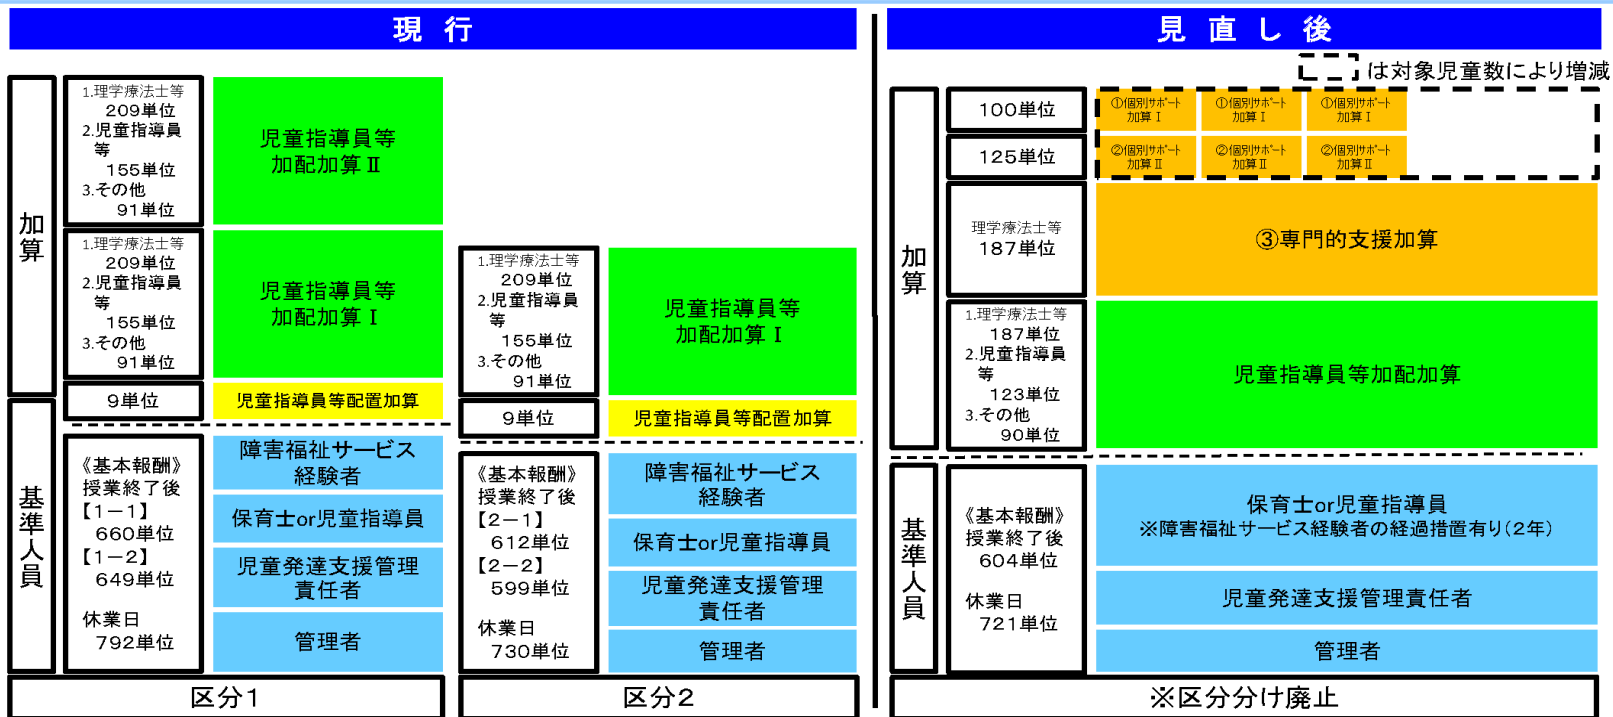 現 行
加算
1.理学療法士等
209単位
2.児童指導員
等
155単位
3.その他
91単位
児童指導員等
加配加算Ⅱ
1.理学療法士等
209単位
2.児童指導員
等
155単位
3.その他
91単位
児童指導員等
加配加算Ⅰ
9単位
児童指導員等配置加算
基準人員
《基本報酬》
授業終了後
【1－1】
660単位
【1－2】
649単位
休業日
792単位
障害福祉サービス
経験者
保育士or児童指導員
児童発達支援管理
責任者
管理者
区分1
1.理学療法士等
209単位
2.児童指導員
等
155単位
3.その他
91単位
児童指導員等
加配加算Ⅰ
9単位
児童指導員等配置加算
《基本報酬》
授業終了後
【2－1】
612単位
【2－2】
599単位
休業日
730単位
障害福祉サービス
経験者
保育士or児童指導員
児童発達支援管理
責任者
管理者
区分2
見 直 し 後
は対象児童数により増減
加算
100単位
①個別サポート
加算Ⅰ
①個別サポート
加算Ⅰ
①個別サポート
加算Ⅰ
125単位
②個別サポート
加算Ⅱ
②個別サポート
加算Ⅱ
②個別サポート
加算Ⅱ
理学療法士等
187単位
③専門的支援加算
1.理学療法士等
187単位
2.児童指導員
等
123単位
3.その他
90単位
児童指導員等加配加算
基準人員
《基本報酬》
授業終了後
604単位
休業日
721単位
保育士or児童指導員
※障害福祉サービス経験者の経過措置有り(2年)
児童発達支援管理責任者
管理者
※区分分け廃止